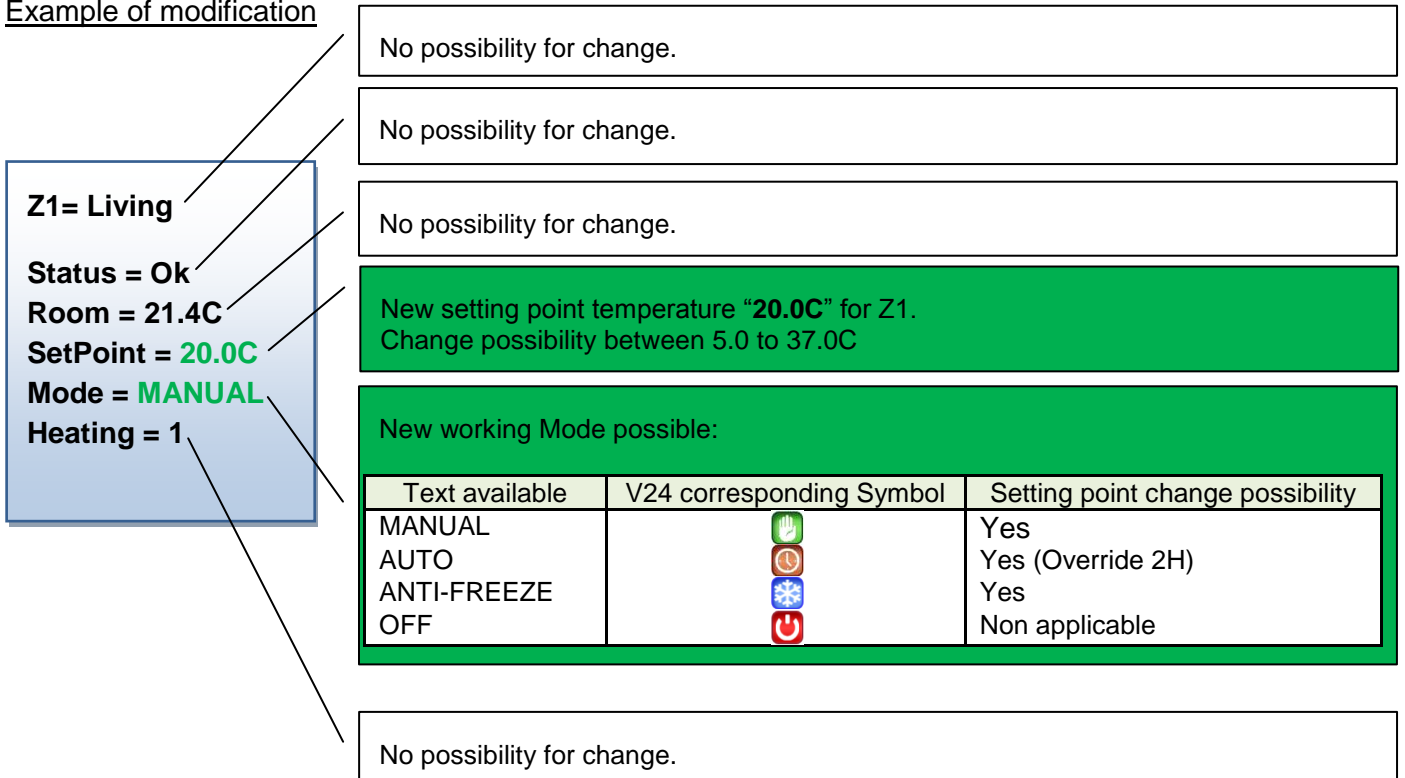 Example of modification
No possibility for change.
No possibility for change.
No possibility for change.
Z1= Living
Status = Ok
Room = 21.4C
SetPoint = 20.0C
Mode = MANUAL
Heating = 1
New setting point temperature “20.0C” for Z1.
Change possibility between 5.0 to 37.0C
New working Mode possible:
Text available V24 corresponding Symbol Setting point change possibility
MANUAL Yes
AUTO Yes (Override 2H)
ANTI-FREEZE Yes
OFF Non applicable
No possibility for change.